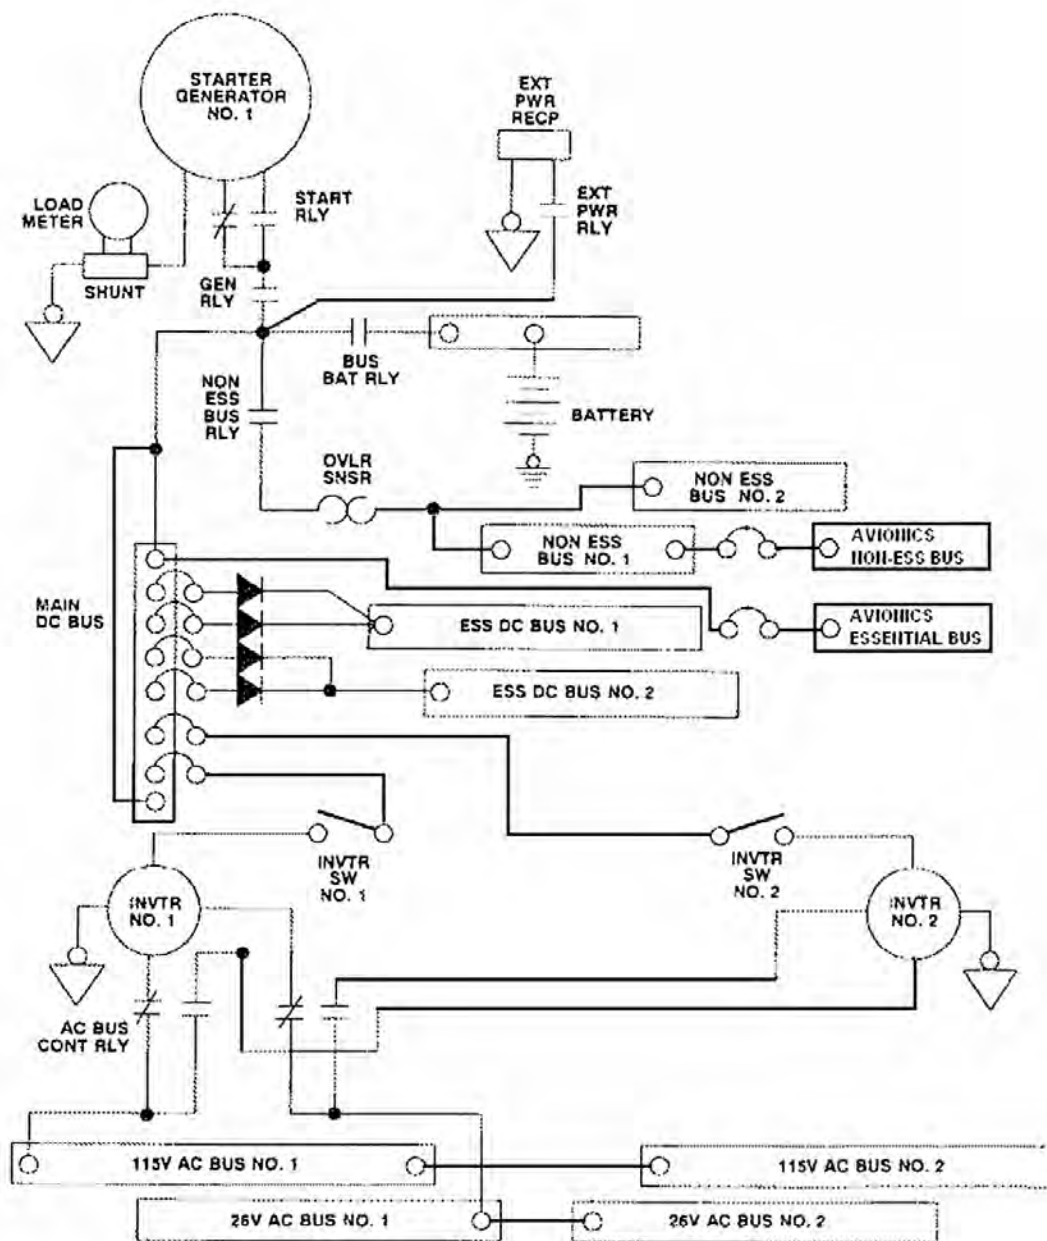 STARTER
GENERATOR
NO. 1
EXT
PWR
RECP
LOAD
METER
START
RLY
EXT
PWR
RLY
SHUNT
GEN
RLY
BUS
BAT RLY
NON
ESS
BUS
RLY
BATTERY
OVLR
SNSR
NON ESS
BUS NO. 2
NON ESS
BUS NO. 1
AVIONICS
NON-ESS BUS
MAIN
DC BUS
ESS DC BUS NO. 1
AVIONICS
ESSENTIAL BUS
ESS DC BUS NO. 2
INVTR
SW
NO. 1
INVTR
SW
NO. 2
INVTR
NO. 1
INVTR
NO. 2
AC BUS
CONT RLY
115V AC BUS NO. 1
115V AC BUS NO. 2
26V AC BUS NO. 1
26V AC BUS NO. 2